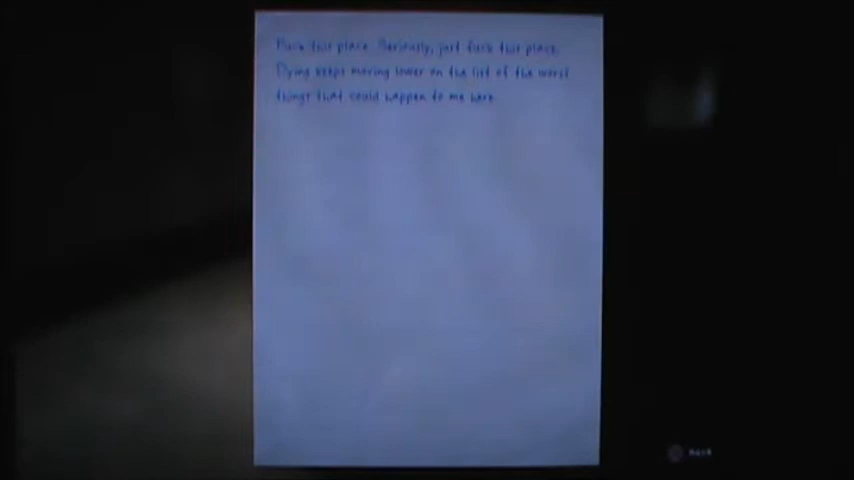 Fuck this place. Seriously, just fuck this place.
Dying keeps moving lower on the list of the worst
things that could happen to me here.
Back